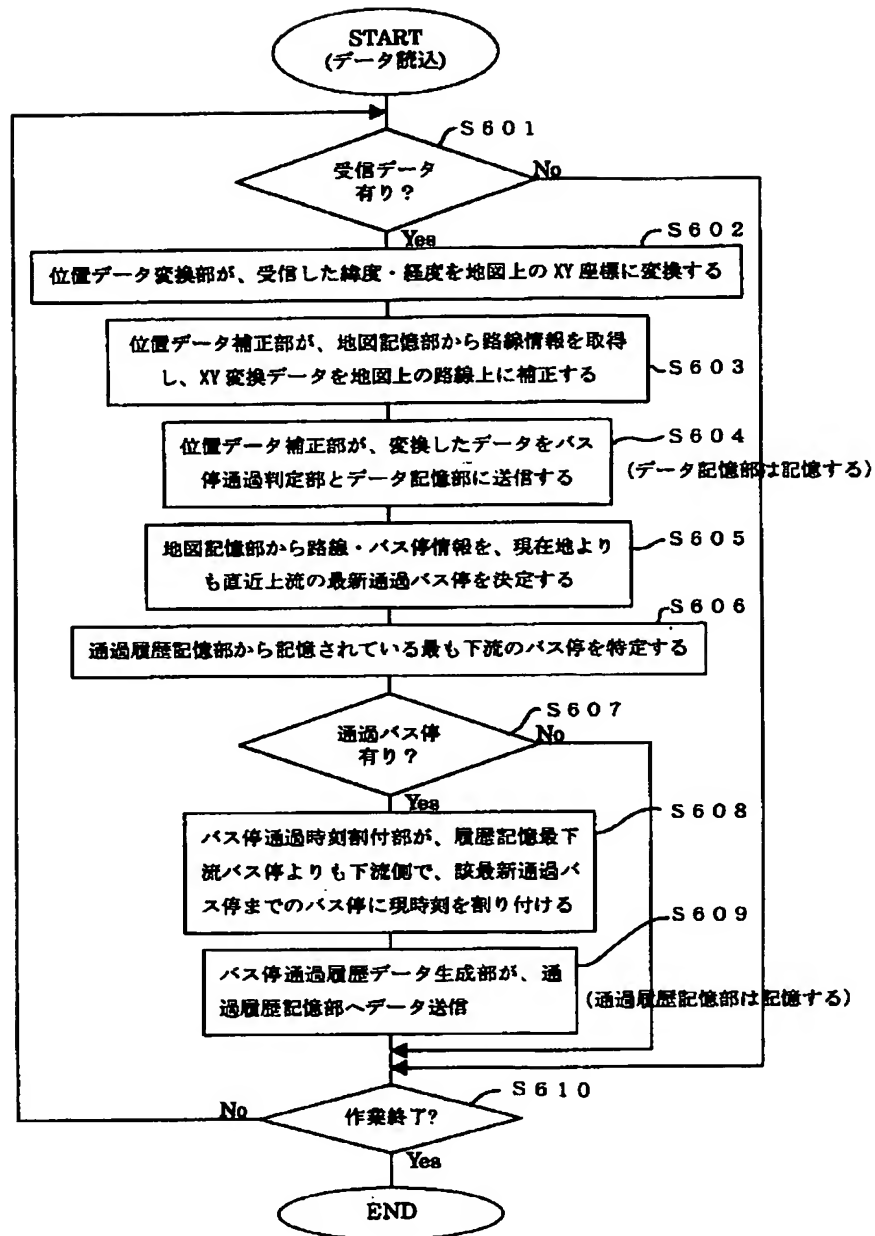 START
(データ読込)
S601
受信データ
有り?
No
Yes
S602
位置データ変換部が、受信した緯度・経度を地図上の XY 座標に変換する
位置データ補正部が、地図記憶部から路線情報を取得
し、XY 変換データを地図上の路線上に補正する
S603
位置データ補正部が、変換したデータをバス
停通過判定部とデータ記憶部に送信する
S604
(データ記憶部は記憶する)
地図記憶部から路線・バス停情報を、現在地より
も直近上流の最新通過バス停を決定する
S605
S606
通過履歴記憶部から記憶されている最も下流のバス停を特定する
S607
通過バス停
有り?
No
Yes
バス停通過時刻割付部が、履歴記憶最下
流バス停よりも下流側で、該最新通過バ
ス停までのバス停に現時刻を割り付ける
S608
S609
バス停通過履歴データ生成部が、通
過履歴記憶部へデータ送信
(通過履歴記憶部は記憶する)
S610
No
作業終了?
Yes
END